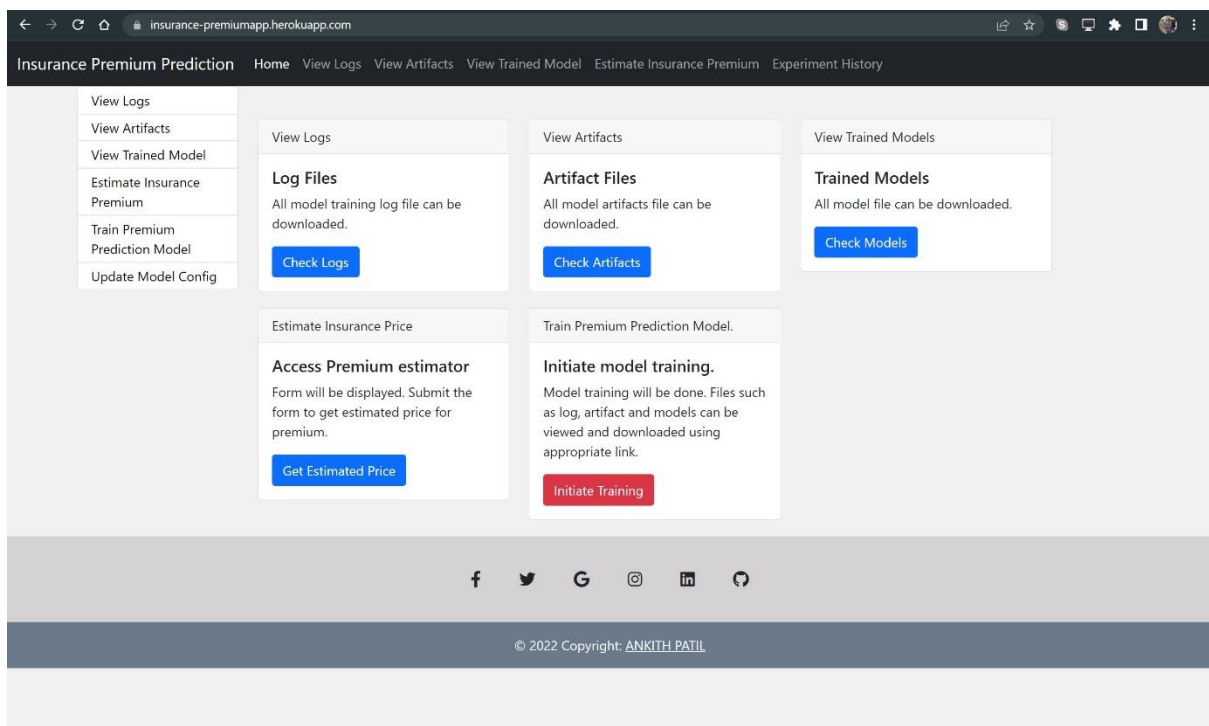 insurance-premiumapp.herokuapp.com
Insurance Premium Prediction Home View Logs View Artifacts View Trained Model Estimate Insurance Premium Experiment History
View Logs
View Artifacts
View Trained Model
Estimate Insurance
Premium
Train Premium
Prediction Model
Update Model Config
View Logs
Log Files
All model training log file can be
downloaded.
Check Logs
View Artifacts
Artifact Files
All model artifacts file can be
downloaded.
Check Artifacts
View Trained Models
Trained Models
All model file can be downloaded.
Check Models
Estimate Insurance Price
Access Premium estimator
Form will be displayed. Submit the
form to get estimated price for
premium.
Get Estimated Price
Train Premium Prediction Model.
Initiate model training.
Model training will be done. Files such
as log, artifact and models can be
viewed and downloaded using
appropriate link.
Initiate Training
© 2022 Copyright: ANKITH PATIL